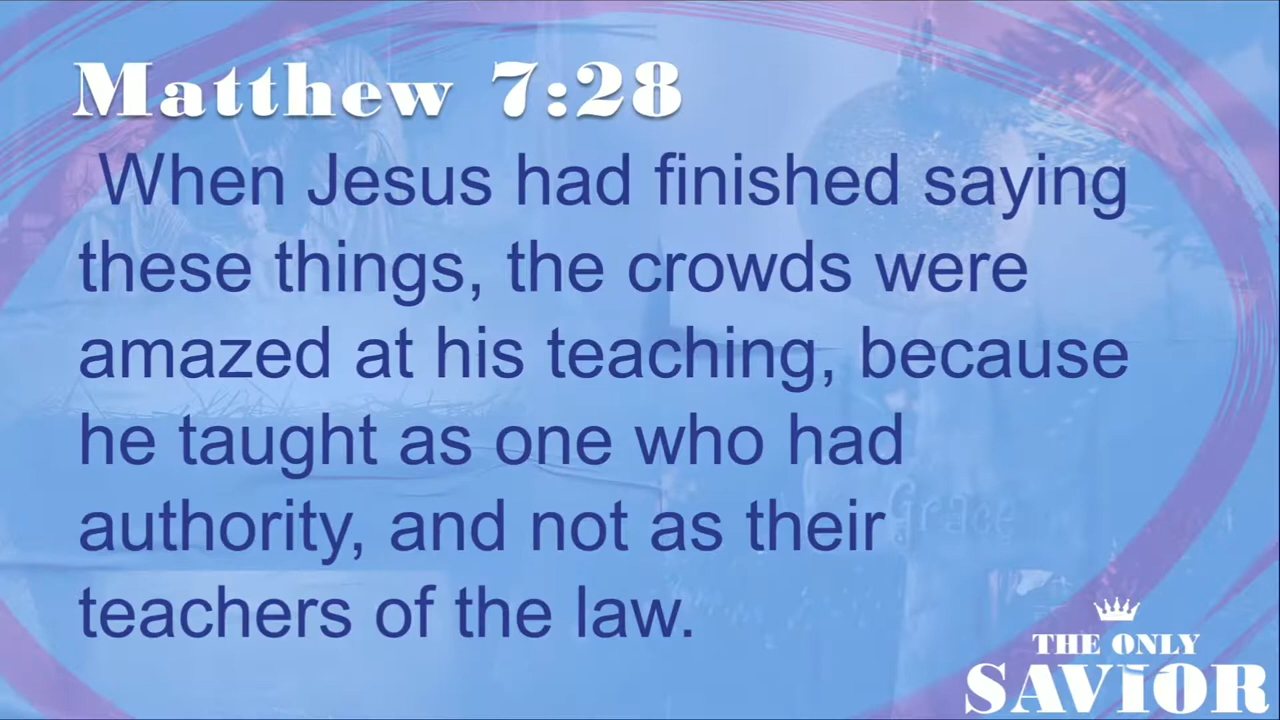 Matthew 7:28
When Jesus had finished saying
these things, the crowds were
amazed at his teaching, because
he taught as one who had
authority, and not as their
teachers of the law.
Grace
THE ONLY
SAVIOR